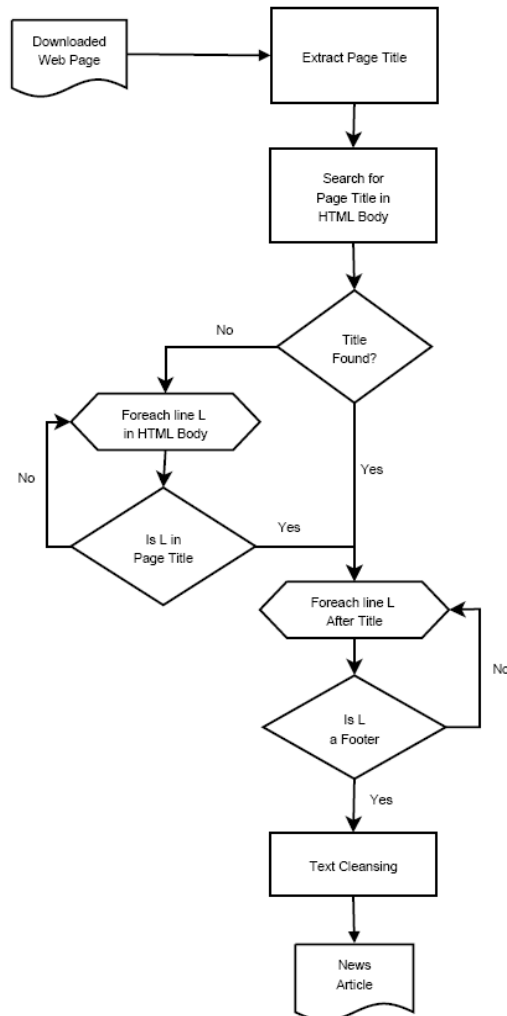 Downloaded
Web Page
Extract Page Title
Search for
Page Title in
HTML Body
Title
Found?
No
Yes
Foreach line L
in HTML Body
No
Is L in
Page Title
Yes
Foreach line L
After Title
No
Is L
a Footer
Yes
Text Cleansing
News
Article